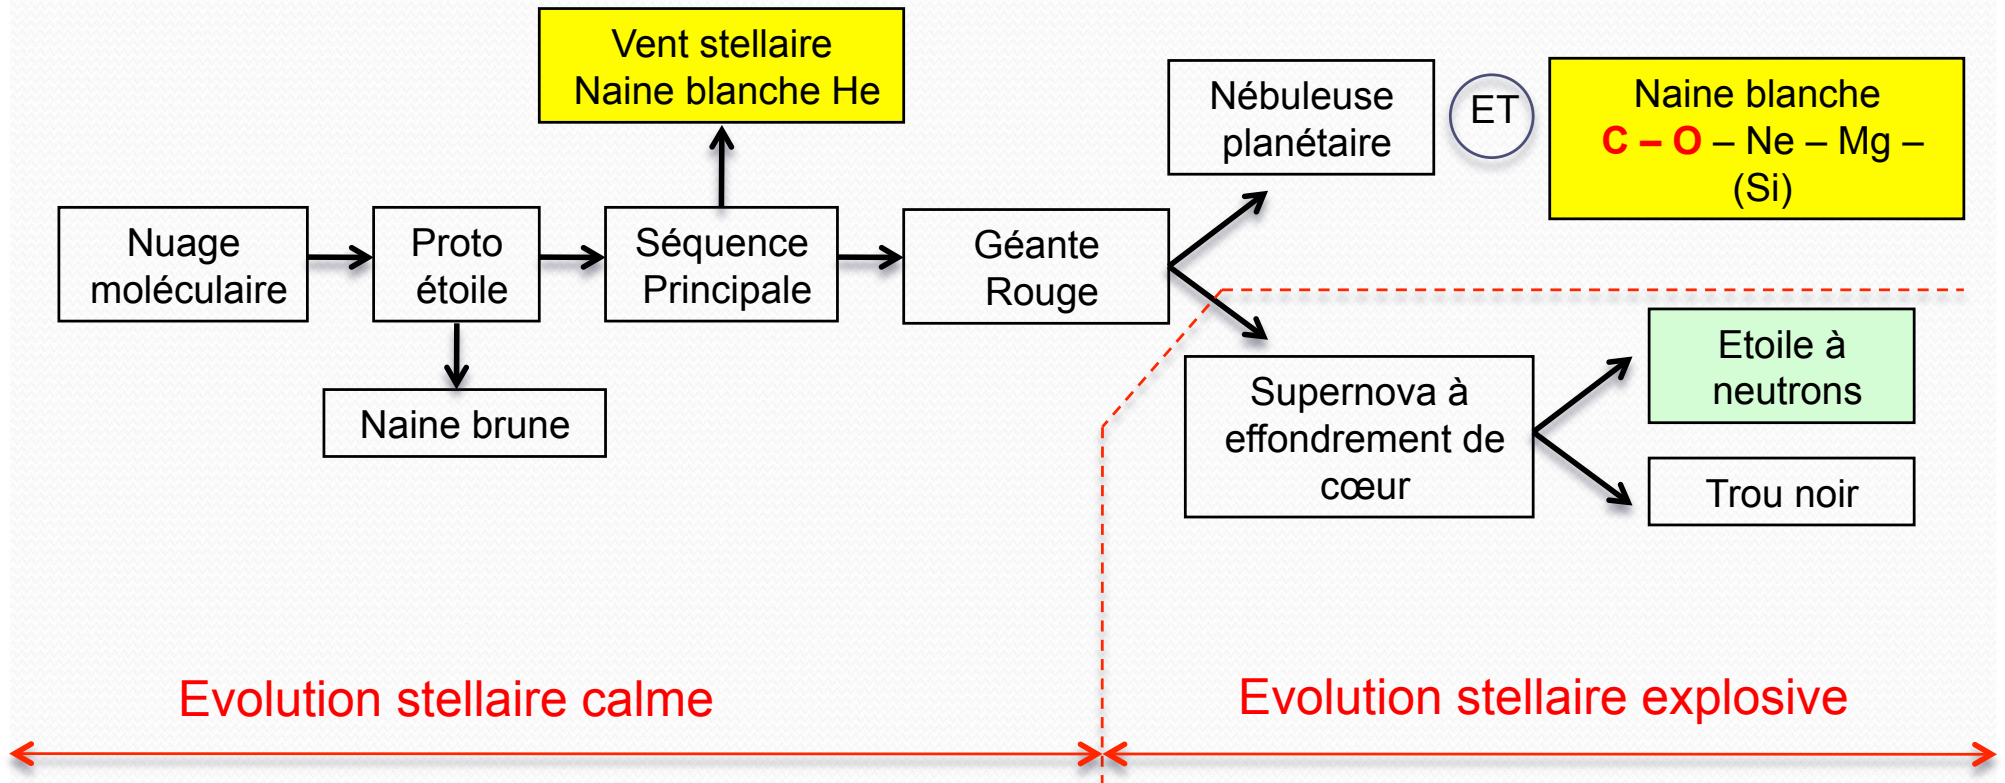 Vent stellaire
Naine blanche He
Nébuleuse
planétaire
ET
Naine blanche
C – O – Ne – Mg –
(Si)
Nuage
moléculaire
Proto
étoile
Séquence
Principale
Géante
Rouge
Naine brune
Supernova à
effondrement de
cœur
Etoile à
neutrons
Trou noir
Evolution stellaire calme
Evolution stellaire explosive